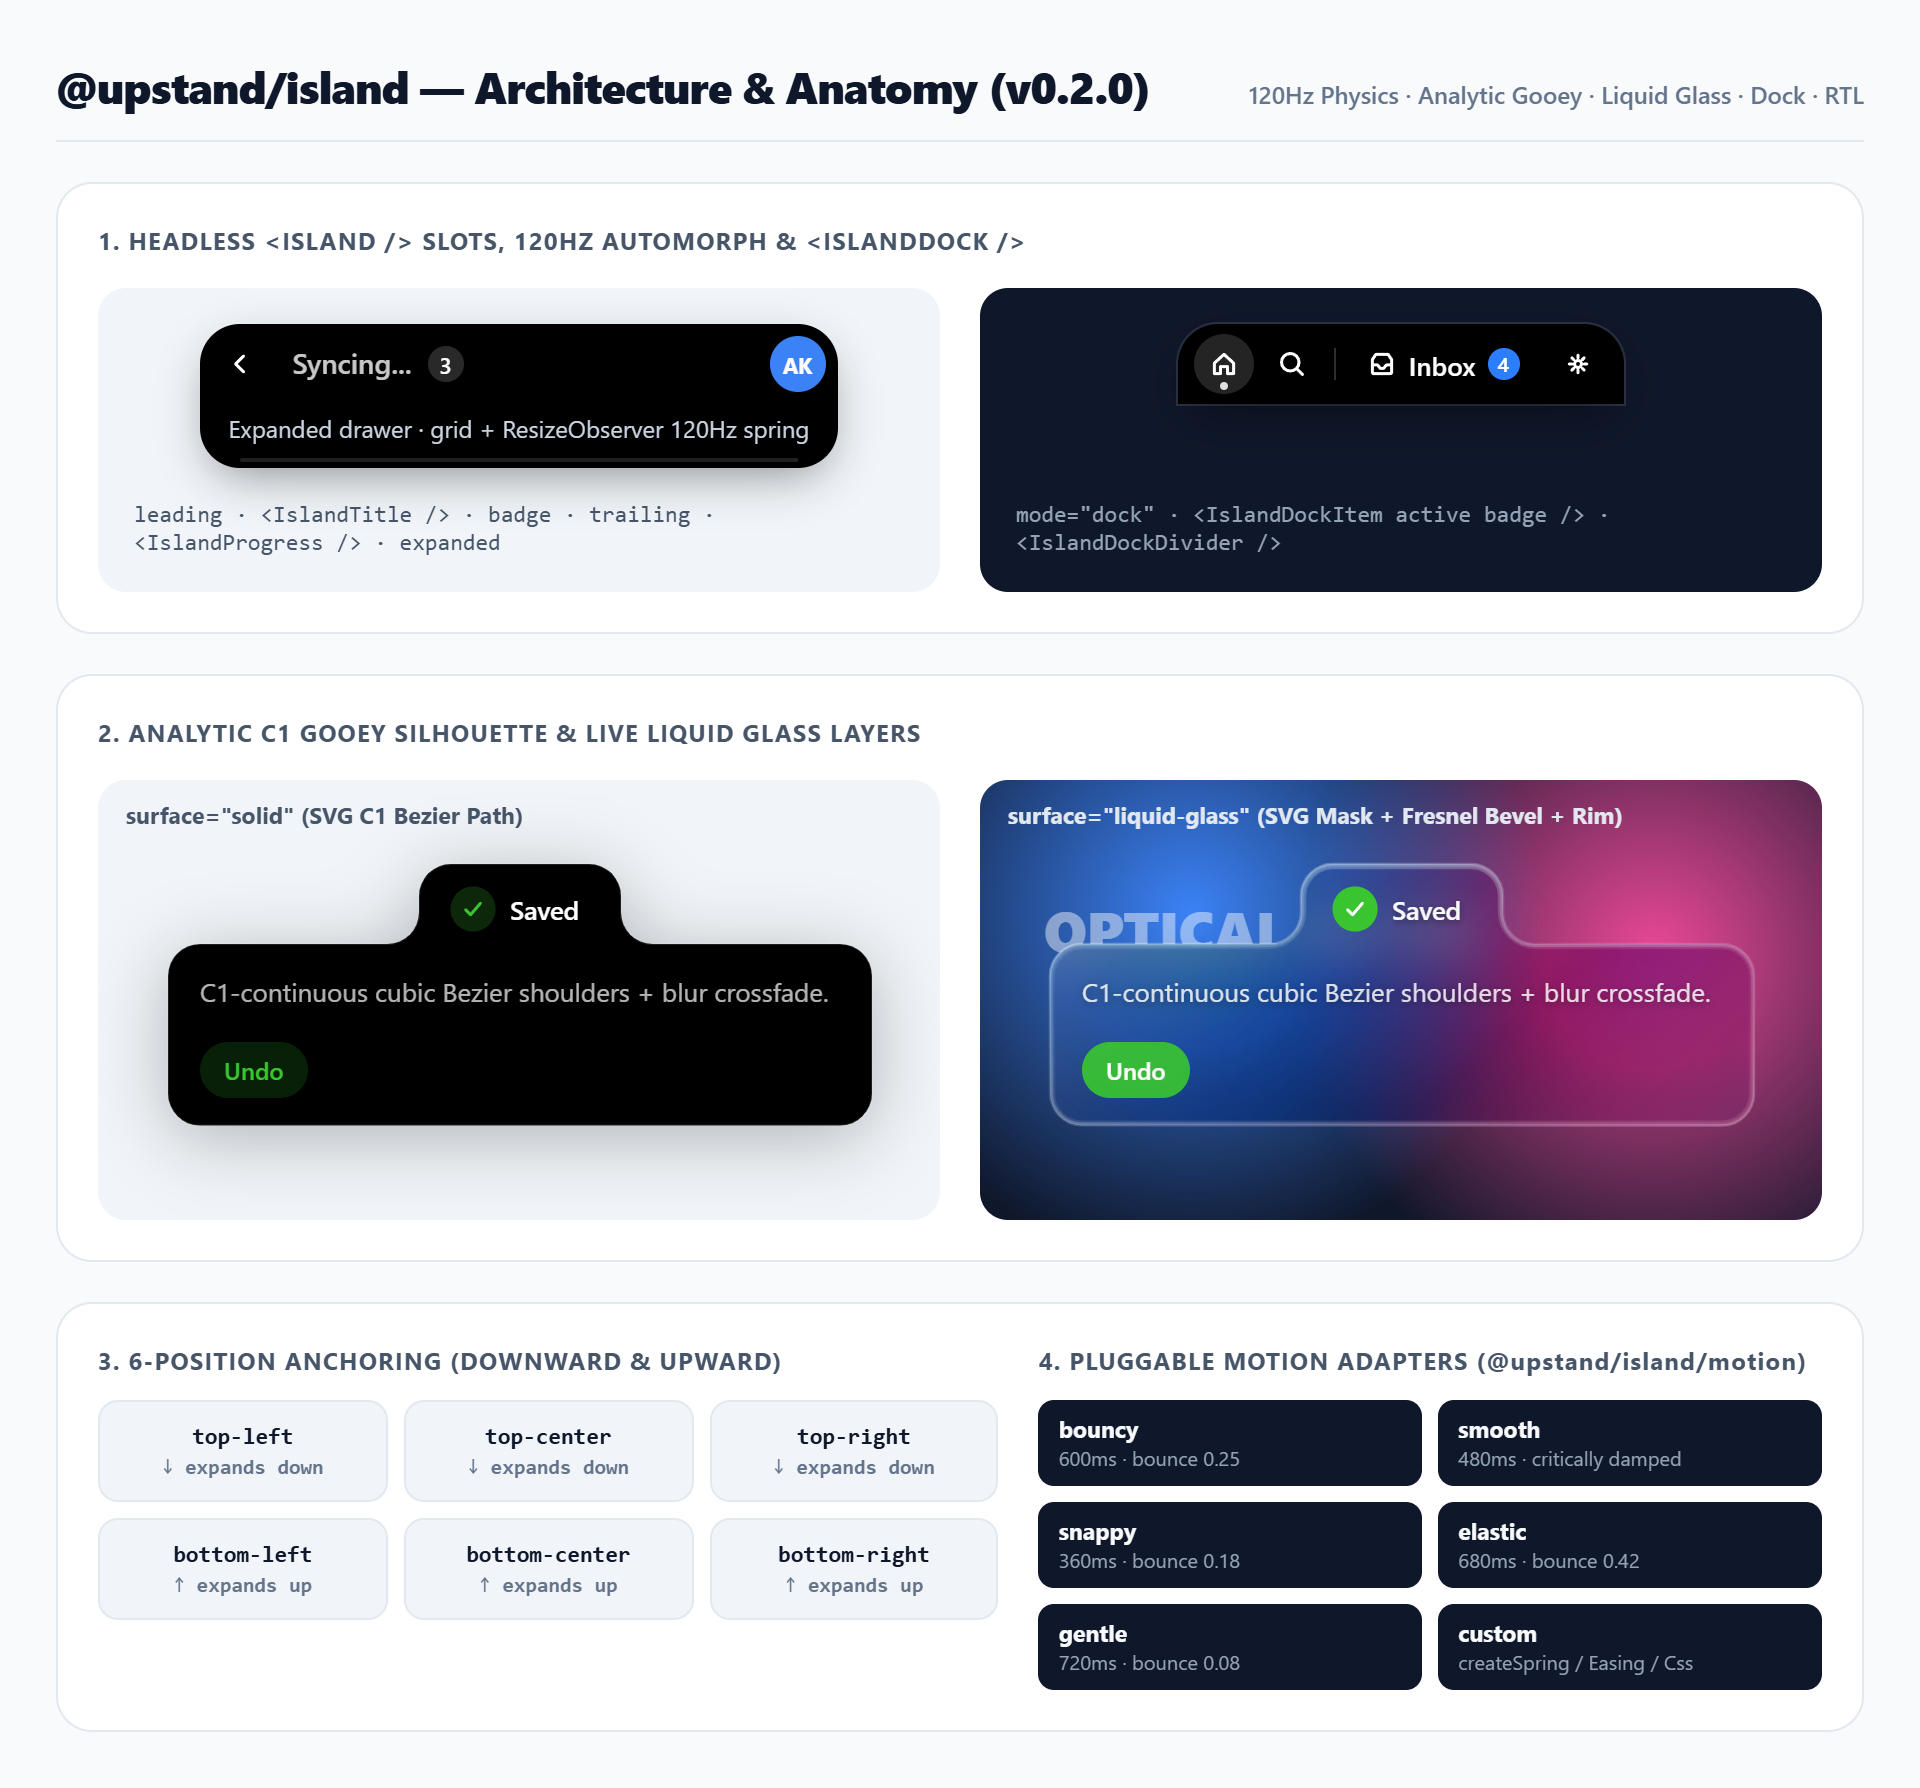 @upstand/island — Architecture & Anatomy (v0.2.0)
120Hz Physics · Analytic Gooey · Liquid Glass · Dock · RTL
1. HEADLESS <ISLAND /> SLOTS, 120HZ AUTOMORPH & <ISLANDDOCK />
Syncing... 3
AK
Expanded drawer · grid + ResizeObserver 120Hz spring
leading · <IslandTitle /> · badge · trailing ·
<IslandProgress /> · expanded
Inbox 4
mode="dock" · <IslandDockItem active badge /> ·
<IslandDockDivider />
2. ANALYTIC C1 GOOEY SILHOUETTE & LIVE LIQUID GLASS LAYERS
surface="solid" (SVG C1 Bezier Path)
Saved
C1-continuous cubic Bezier shoulders + blur crossfade.
Undo
surface="liquid-glass" (SVG Mask + Fresnel Bevel + Rim)
OPTICAL
Saved
C1-continuous cubic Bezier shoulders + blur crossfade.
Undo
3. 6-POSITION ANCHORING (DOWNWARD & UPWARD)
top-left
↓ expands down
top-center
↓ expands down
top-right
↓ expands down
bottom-left
↑ expands up
bottom-center
↑ expands up
bottom-right
↑ expands up
4. PLUGGABLE MOTION ADAPTERS (@upstand/island/motion)
bouncy
600ms · bounce 0.25
smooth
480ms · critically damped
snappy
360ms · bounce 0.18
elastic
680ms · bounce 0.42
gentle
720ms · bounce 0.08
custom
createSpring / Easing / Css